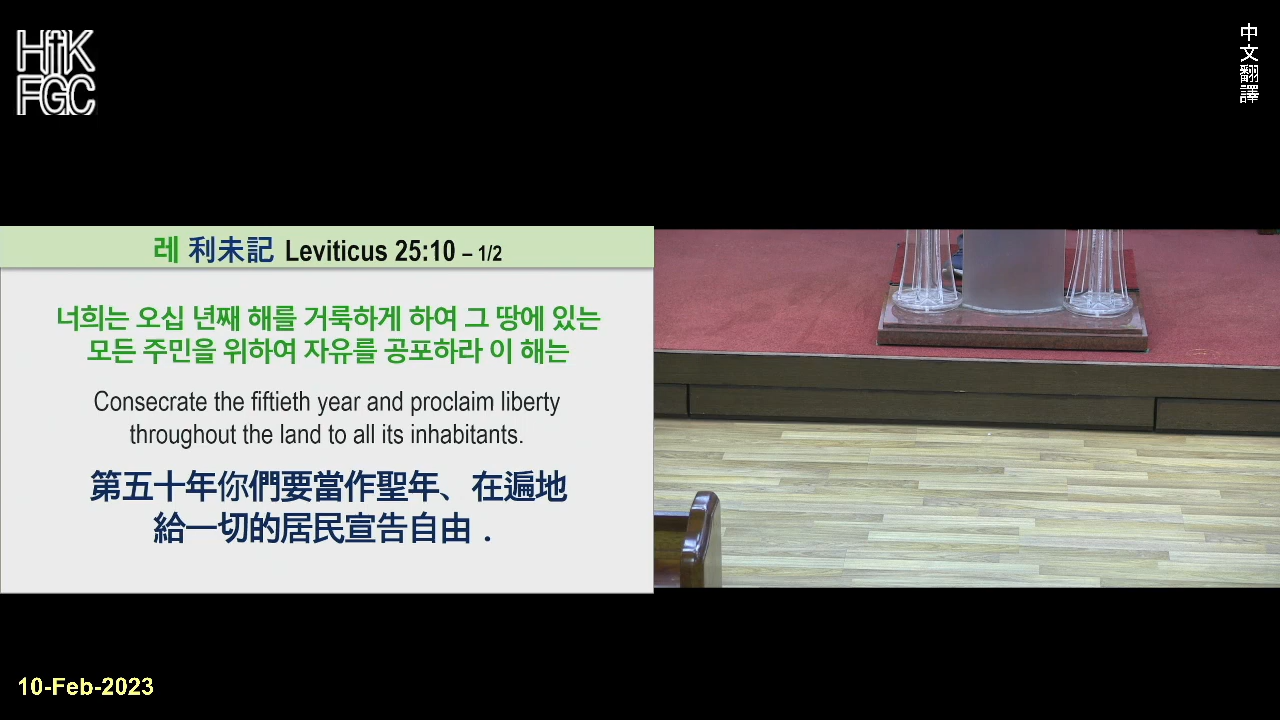 HfK
FGC
中文翻譯
레 利未記 Leviticus 25:10 – 1/2
너희는 오십 년째 해를 거룩하게 하여 그 땅에 있는
모든 주민을 위하여 자유를 공포하라 이 해는
Consecrate the fiftieth year and proclaim liberty
throughout the land to all its inhabitants.
第五十年你們要當作聖年、在遍地
給一切的居民宣告自由．
10-Feb-2023